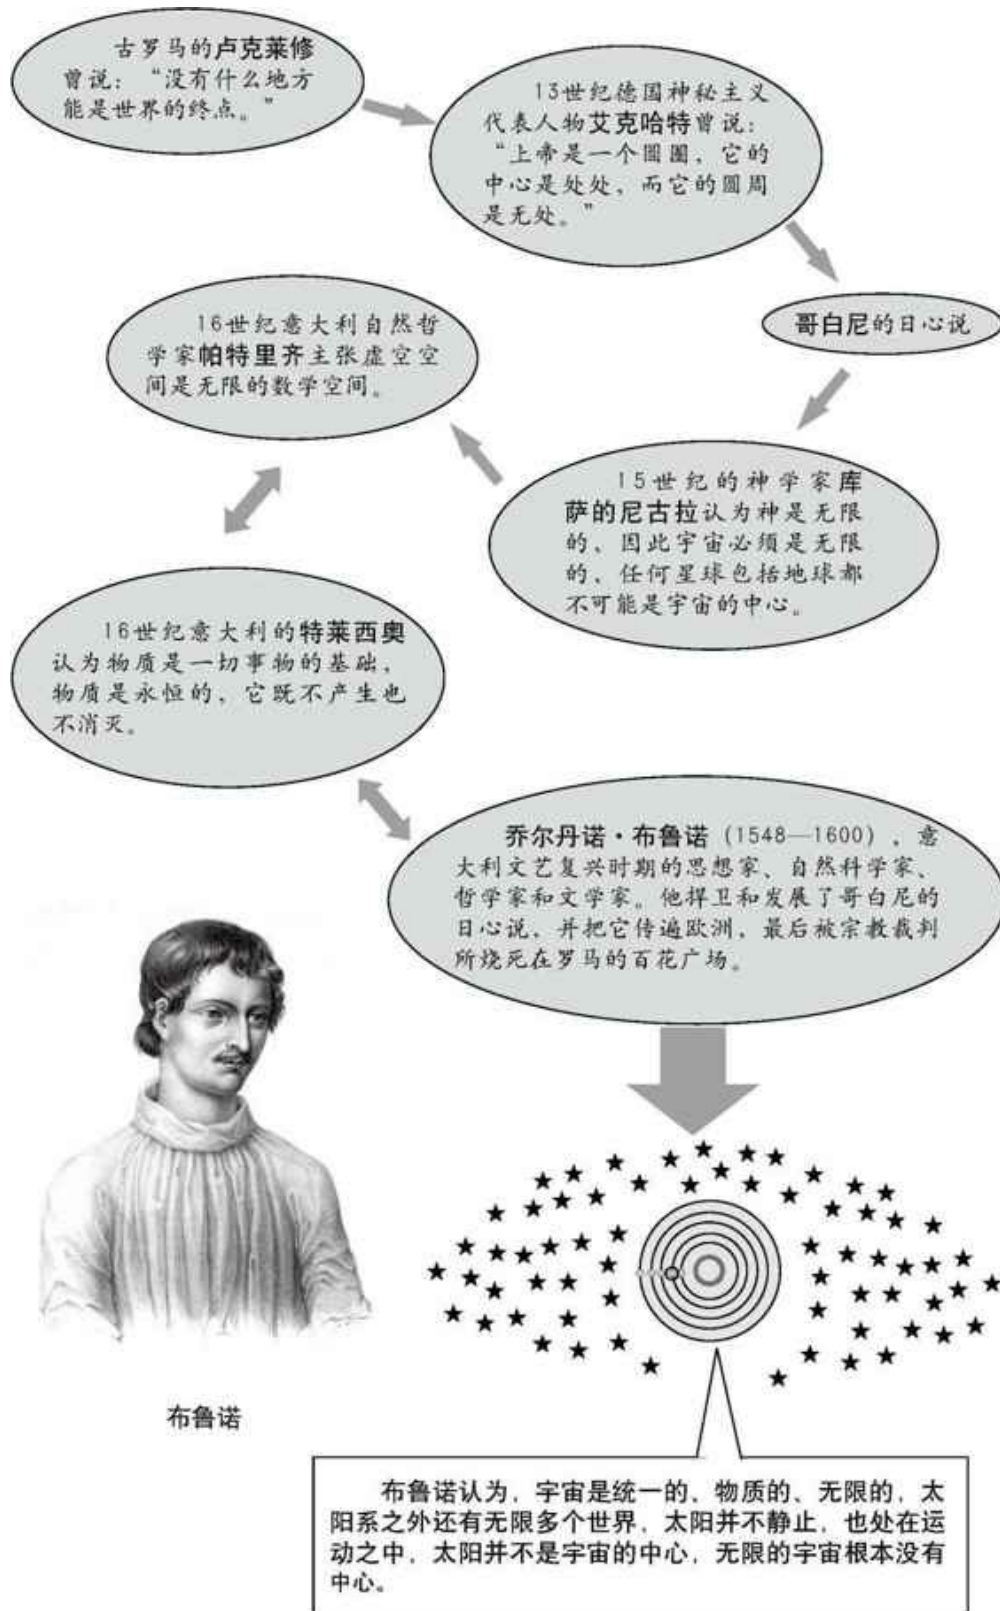 古罗马的卢克莱修
曾说：“没有什么地方
能是世界的终点。”
13世纪德国神秘主义
代表人物艾克哈特曾说：
“上帝是一个圆圈，它的
中心是处处，而它的圆周
是无处。”
哥白尼的日心说
15世纪的神学家库
萨的尼古拉认为神是无限
的，因此宇宙必须是无限
的，任何星球包括地球都
不可能是宇宙的中心。
16世纪意大利自然哲
学家帕特里齐主张虚空空
间是无限的数学空间。
16世纪意大利的特莱西奥
认为物质是一切事物的基础，
物质是永恒的，它既不产生也
不消灭。
乔尔丹诺·布鲁诺（1548—1600），意
大利文艺复兴时期的思想家、自然科学家、
哲学家和文学家。他捍卫和发展了哥白尼的
日心说，并把它传遍欧洲，最后被宗教裁判
所烧死在罗马的百花广场。
布鲁诺
布鲁诺认为，宇宙是统一的、物质的、无限的，太
阳系之外还有无限多个世界，太阳并不静止，也处在运
动之中，太阳并不是宇宙的中心，无限的宇宙根本没有
中心。